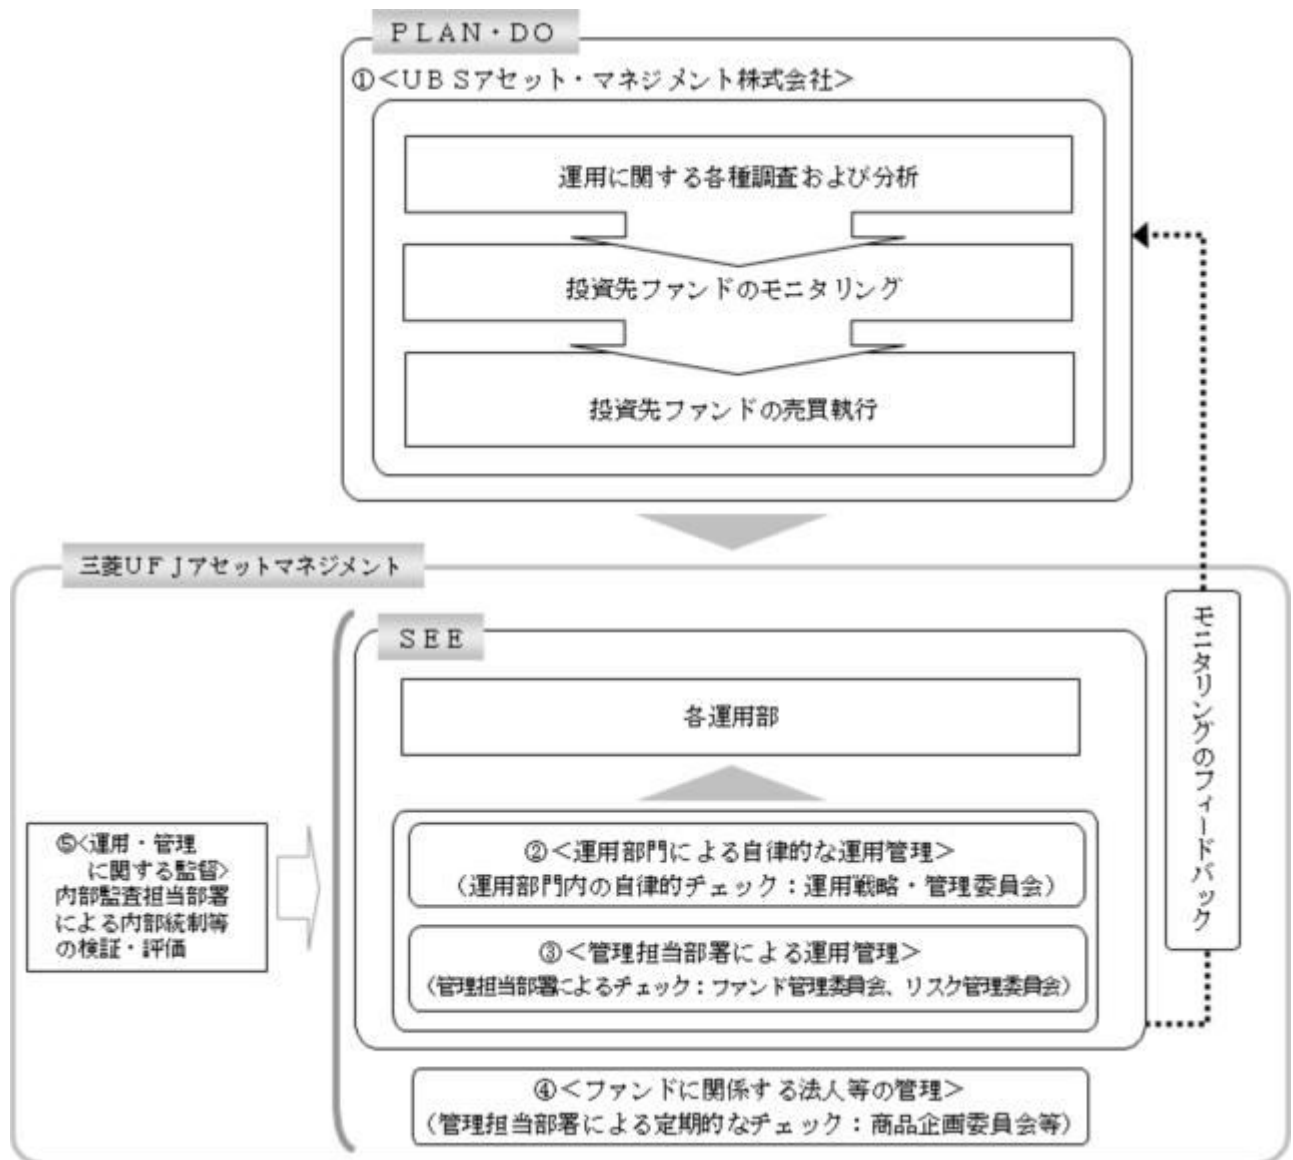 ＰＬＡＮ・ＤＯ
①＜ＵＢＳアセット・マネジメント株式会社＞
運用に関する各種調査および分析
投資先ファンドのモニタリング
投資先ファンドの売買執行
三菱ＵＦＪアセットマネジメント
ＳＥＥ
各運用部
②＜運用部門による自律的な運用管理＞
（運用部門内の自律的チェック：運用戦略・管理委員会）
③＜管理担当部署による運用管理＞
（管理担当部署によるチェック：ファンド管理委員会、リスク管理委員会）
④＜ファンドに関係する法人等の管理＞
（管理担当部署による定期的なチェック：商品企画委員会等）
⑤＜運用・管理
に関する監督＞
内部監査担当部署
による内部統制等
の検証・評価
モニタリングのフィードバック